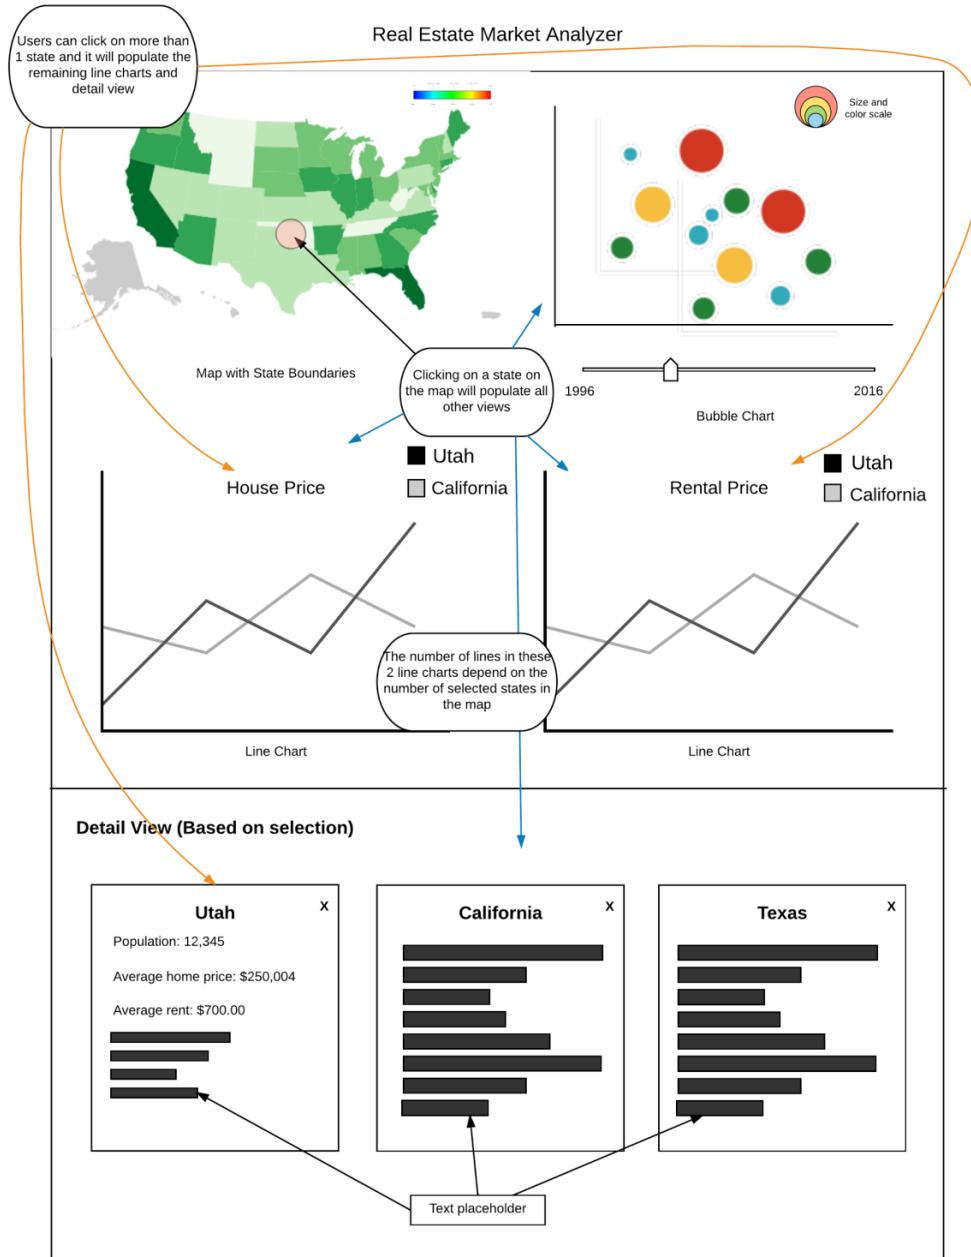 Real Estate Market Analyzer
Users can click on more than
1 state and it will populate the
remaining line charts and
detail view
Size and
color scale
Map with State Boundaries
Clicking on a state on
the map will populate all
other views
1996
2016
Bubble Chart
Utah
California
House Price
Utah
California
Rental Price
The number of lines in these
2 line charts depend on the
number of selected states in
the map
Line Chart
Line Chart
Detail View (Based on selection)
Utah
X
Population: 12,345
Average home price: $250,004
Average rent: $700.00
California
X
Texas
X
Text placeholder